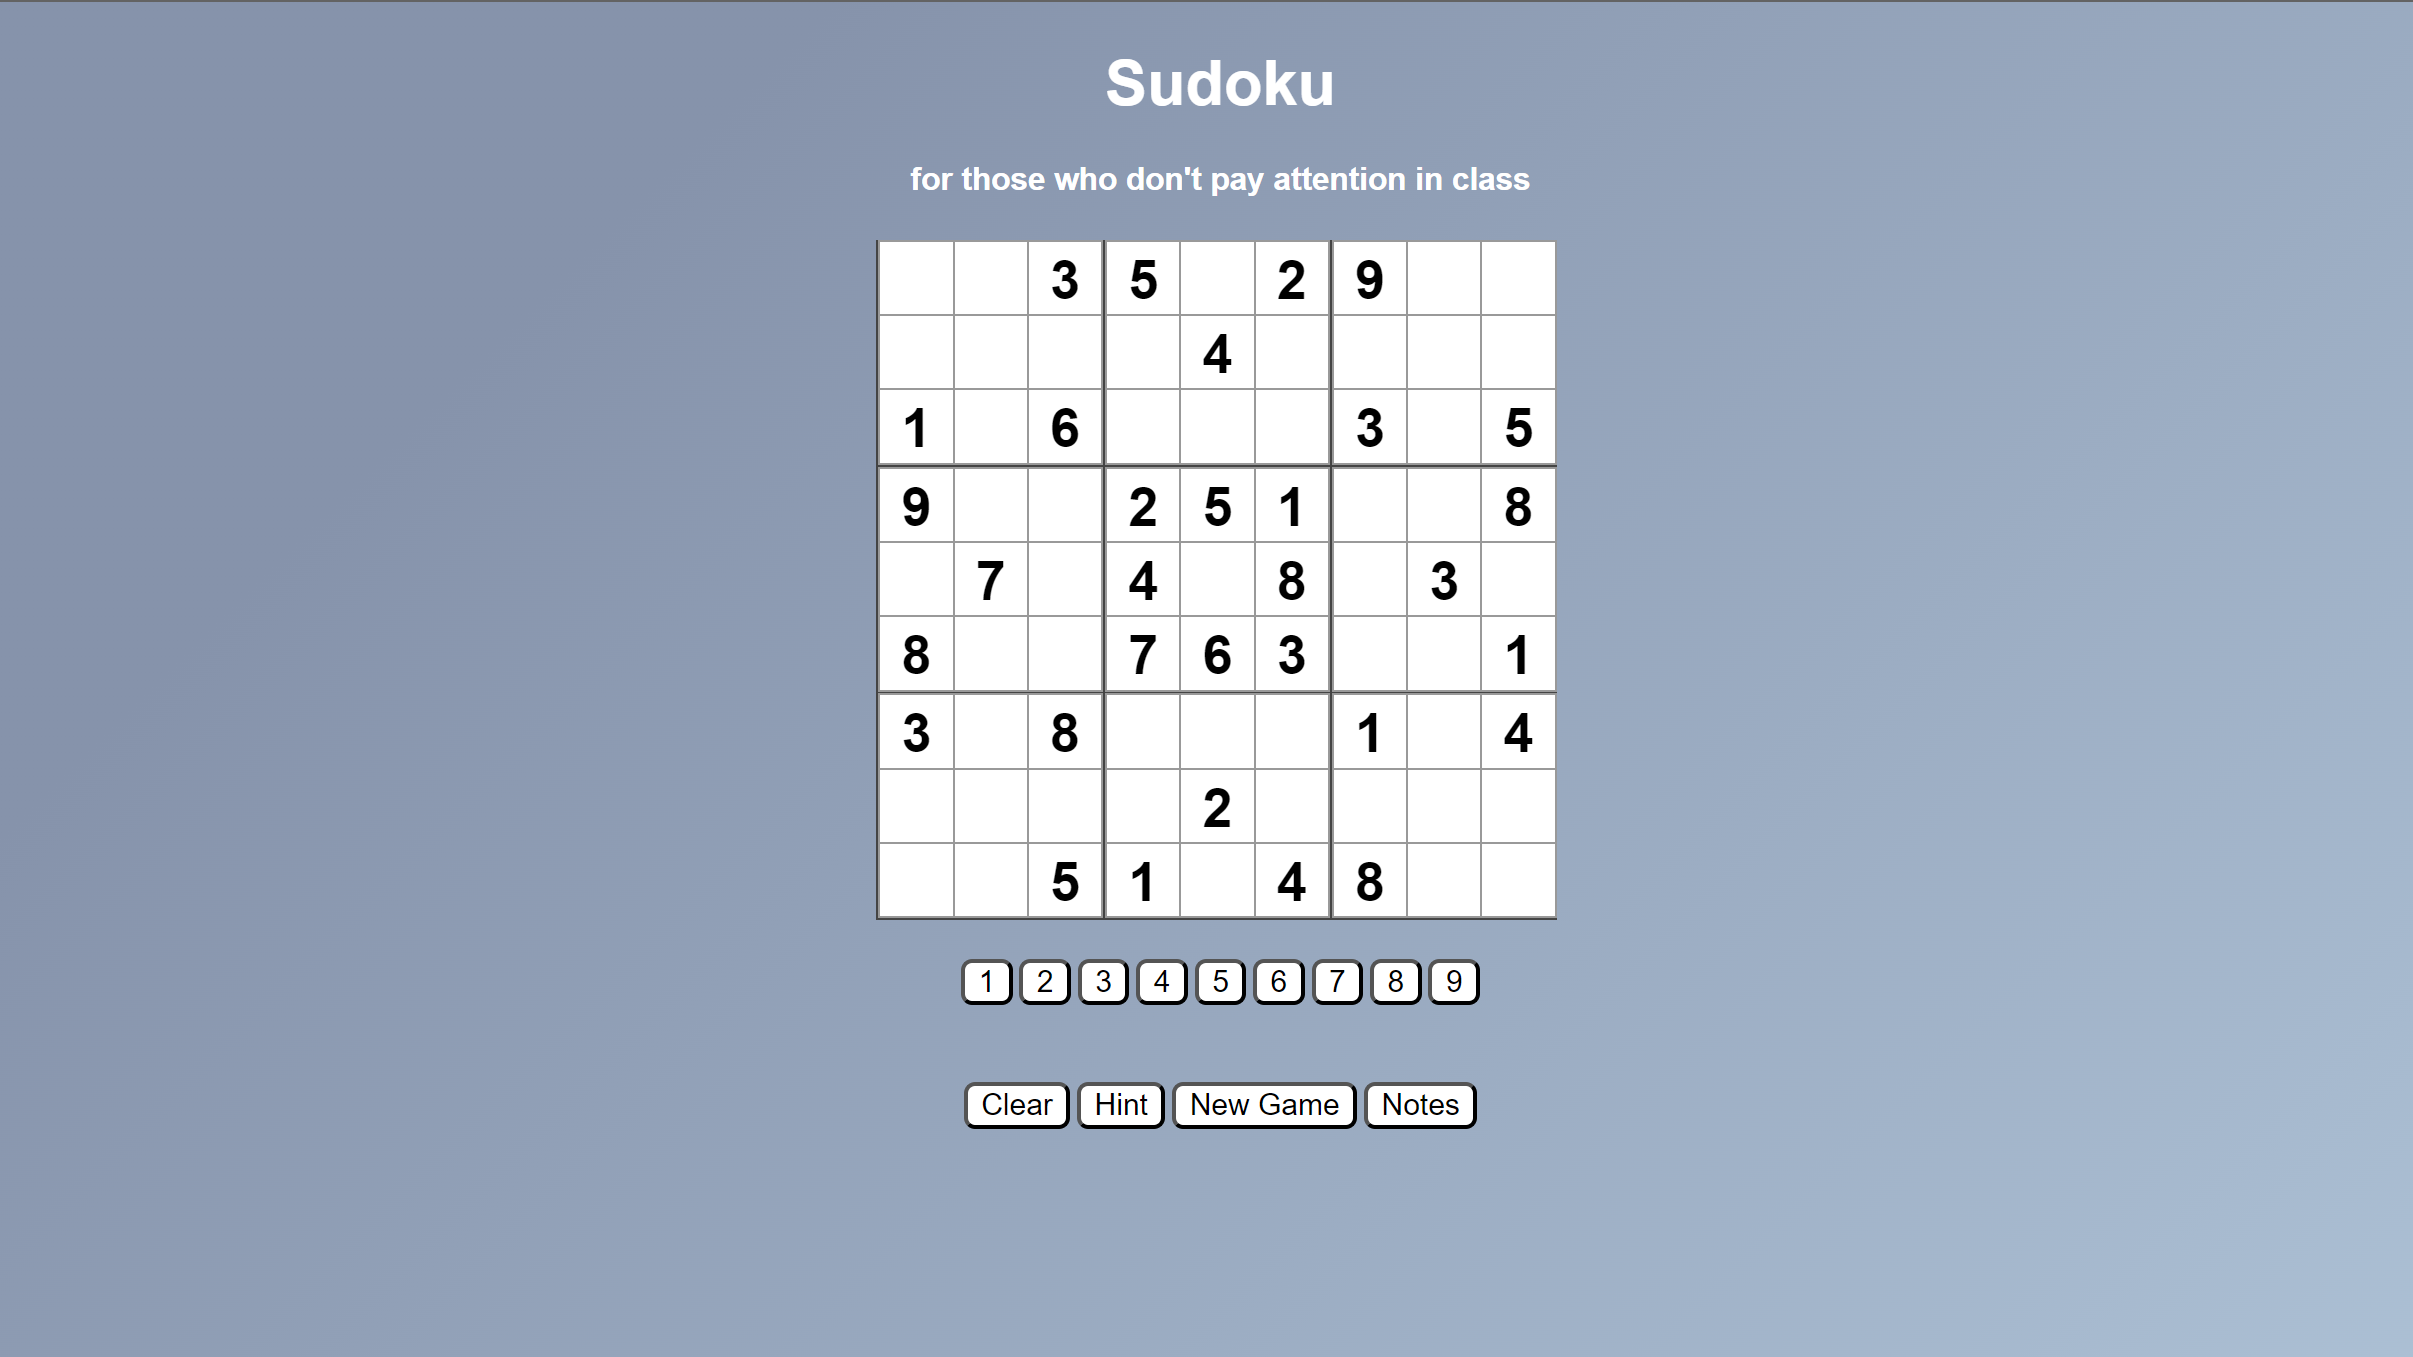 Sudoku
for those who don't pay attention in class
3 5 2 9
4
1 6 3 5
9 2 5 1 8
7 4 8 3
8 7 6 3 1
3 8 1 4
2
5 1 4 8
1 2 3 4 5 6 7 8 9
Clear Hint New Game Notes